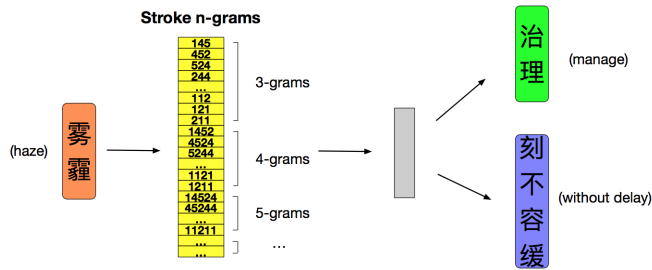 Stroke n-grams
145
452
524
244
...
112
121
211
1452
4524
5244
...
1121
1211
14524
45244
...
11211
...
...
3-grams
4-grams
5-grams
...
(haze)
雾
霾
治
理
(manage)
刻
不
容
缓
(without delay)